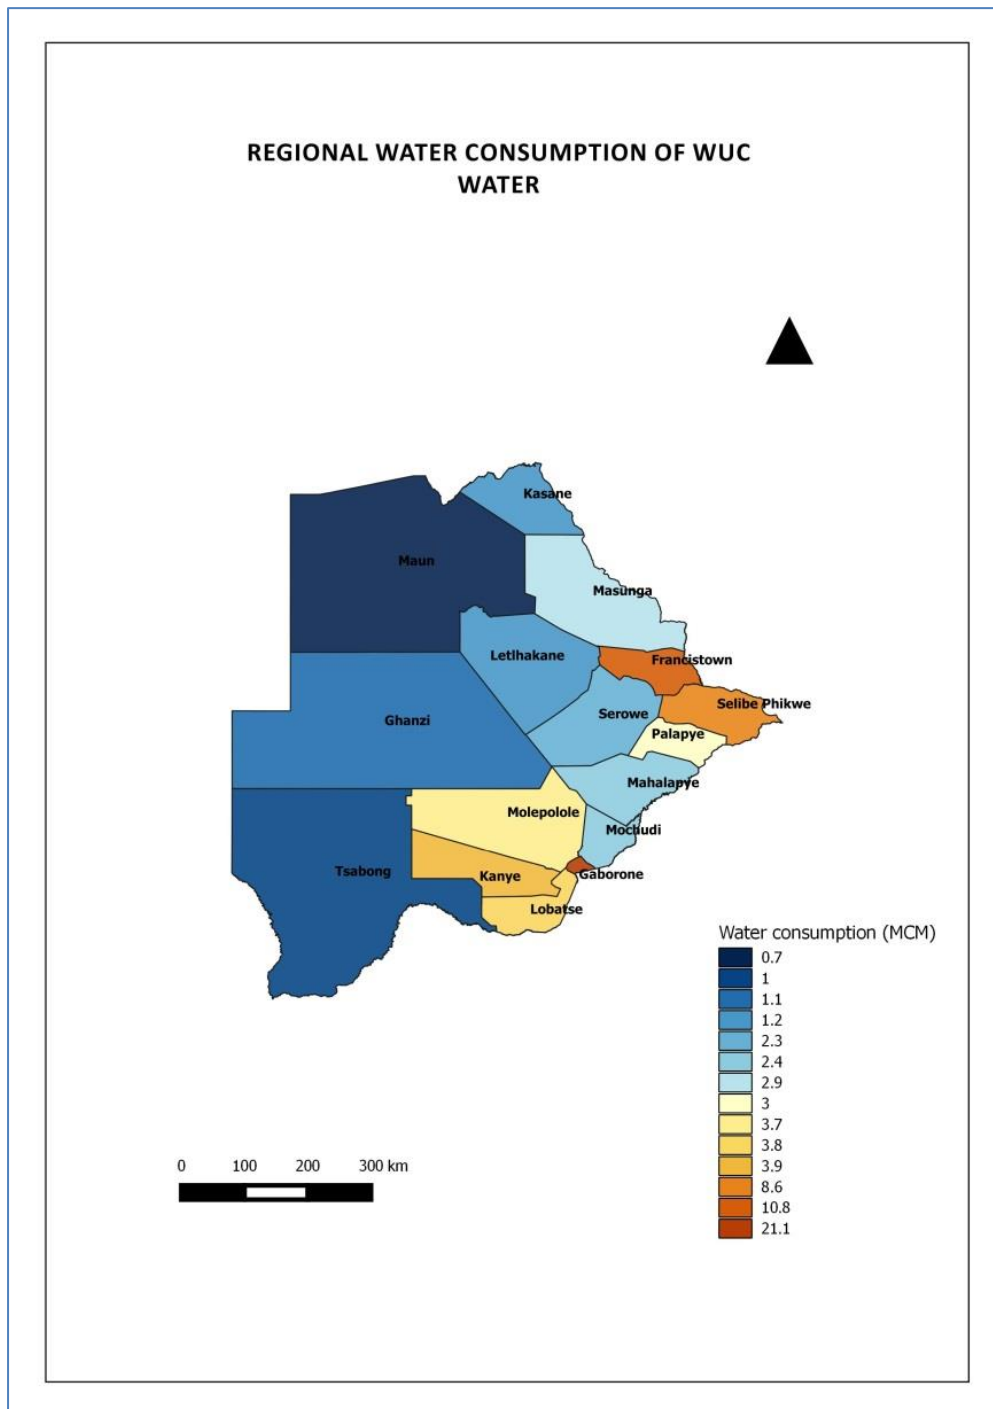 REGIONAL WATER CONSUMPTION OF WUC
WATER
Kasane
Maun
Masunga
Letlhakane
Francistown
Selibe Phikwe
Ghanzi
Serowe
Palapye
Mahalapye
Molepolole
Mochudi
Tsabong
Kanye
Gaborone
Lobatse
Water consumption (MCM)
0.7
1
1.1
1.2
2.3
2.4
2.9
3
3.7
3.8
3.9
8.6
10.8
21.1
0 100 200 300 km